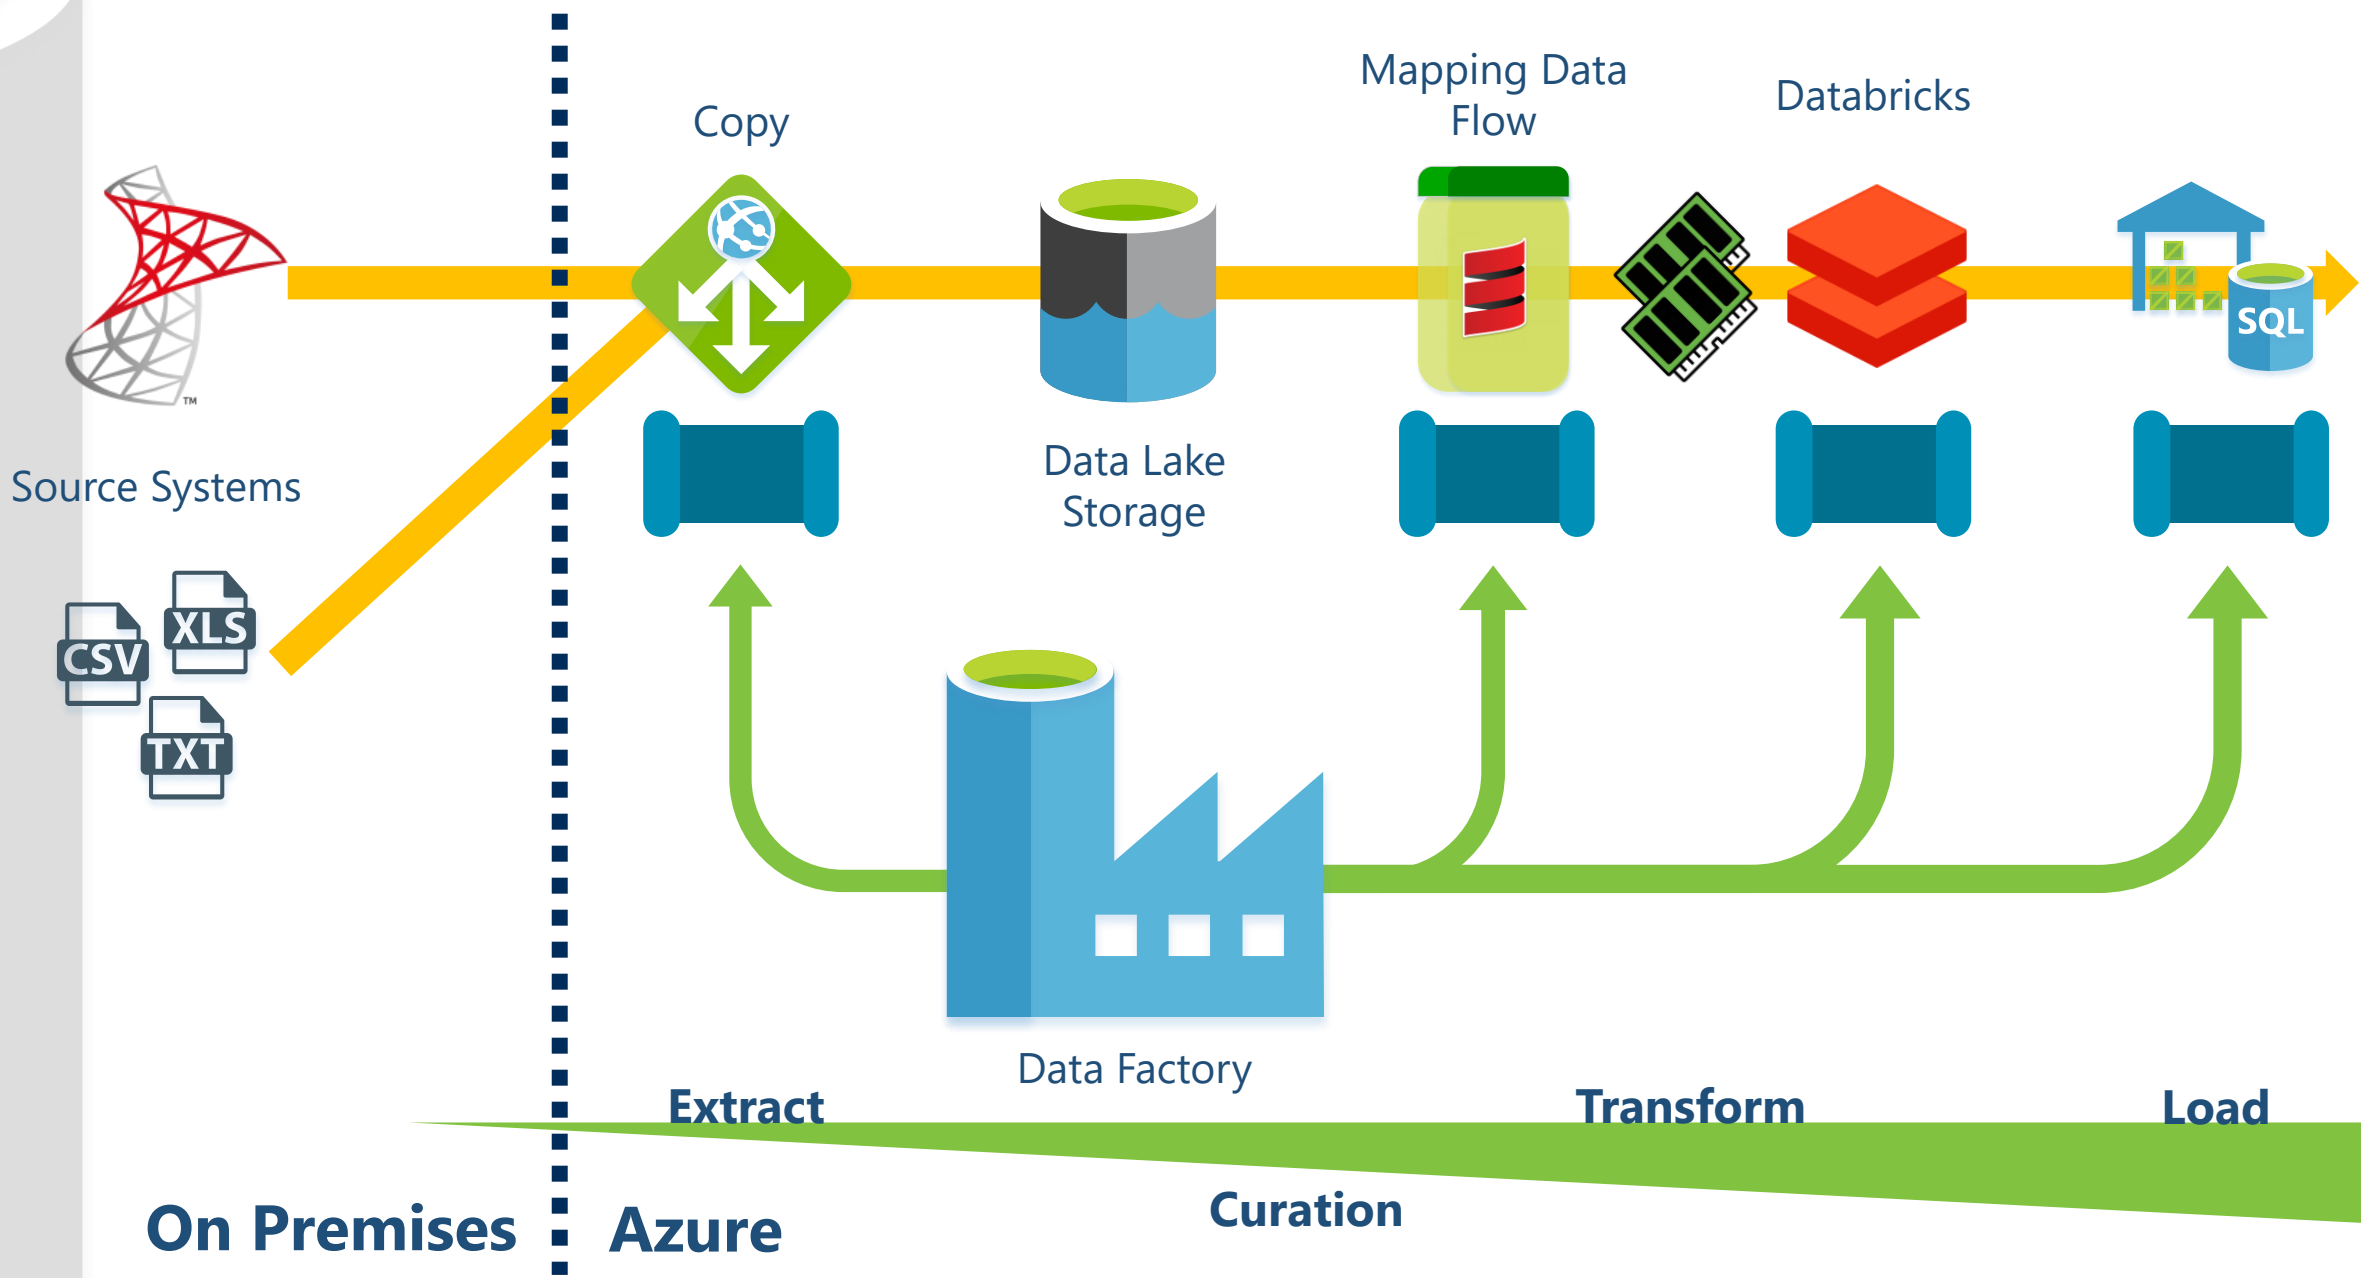 Mapping Data
Flow
Databricks
Copy
SQL
TM
Data Lake
Storage
Source Systems
XLS
CSV
TXT
Data Factory
Extract
Transform
Load
Curation
On Premises
Azure